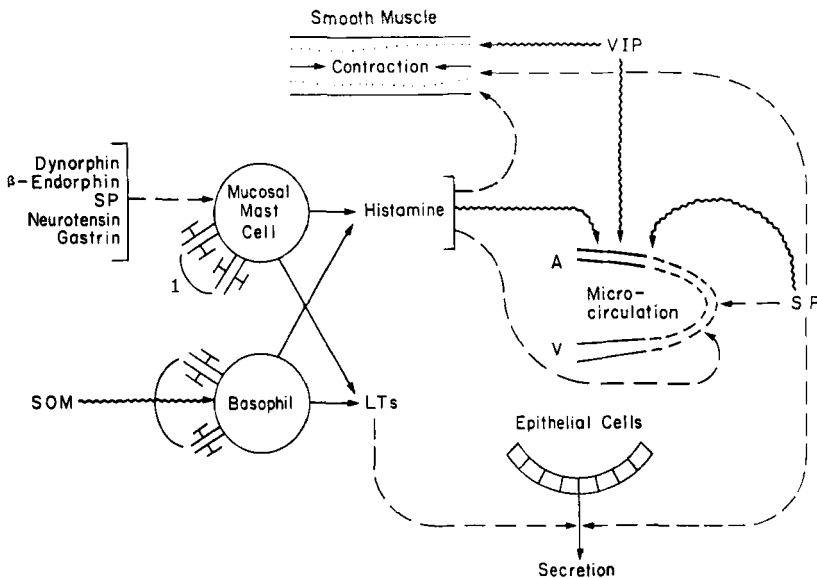 Smooth Muscle
VIP
Contraction
Dynorphin
β-Endorphin
SP
Neurotensin
Gastrin
Mucosal
Mast
Cell
Histamine
1
A
Micro-
circulation
V
SP
SOM
Basophil
LTs
Epithelial Cells
Secretion